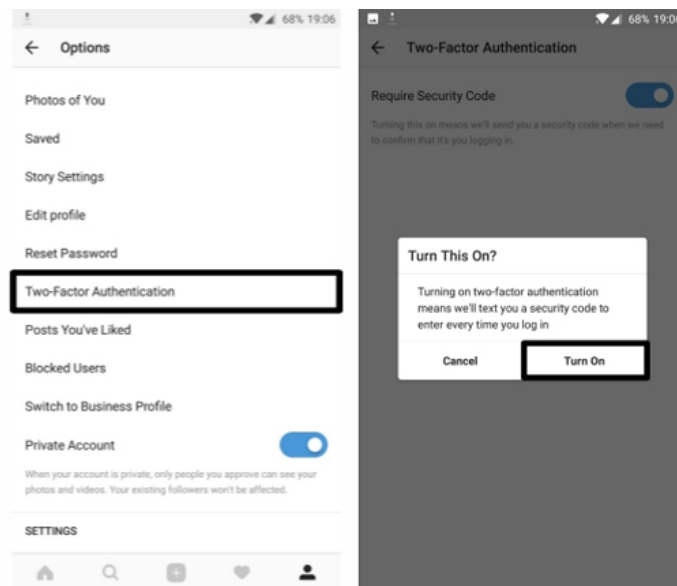 68% 19:06
Options
Photos of You
Saved
Story Settings
Edit profile
Reset Password
Two-Factor Authentication
Posts You've Liked
Blocked Users
Switch to Business Profile
Private Account
When your account is private, only people you approve can see your
photos and videos. Your existing followers won't be affected.
SETTINGS
68% 19:06
Two-Factor Authentication
Require Security Code
Turning this on means we'll send you a security code when we need
to confirm that it's you logging in.
Turn This On?
Turning on two-factor authentication
means we'll text you a security code to
enter every time you log in
Cancel Turn On